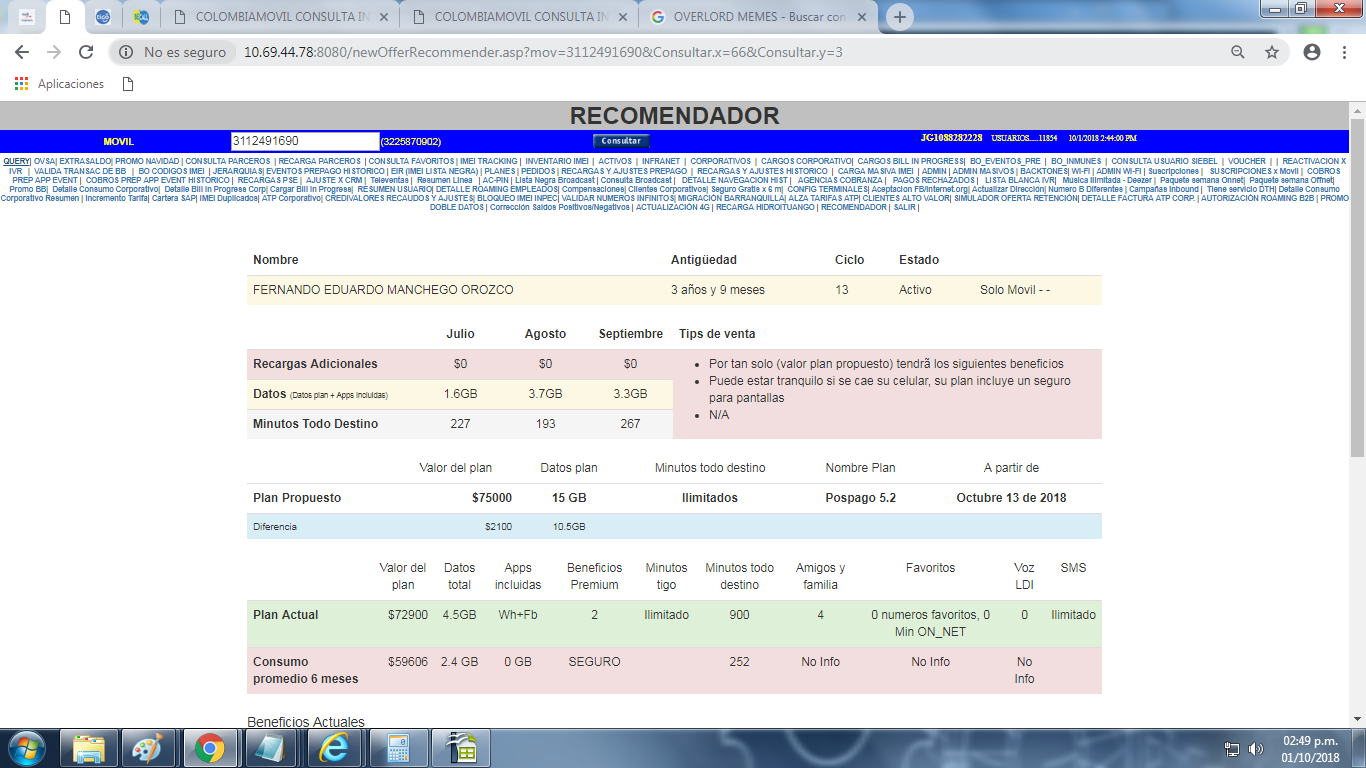 COLOMBIAMOVIL CONSULTA IN
COLOMBIAMOVIL CONSULTA IN
OVERLORD MEMES - Buscar con
No es seguro
10.69.44.78:8080/newOfferRecommender.asp?mov=3112491690&Consultar.x=66&Consultar.y=3
Aplicaciones
RECOMENDADOR
MOVIL 3112491690 (3225870902) Consultar JG1088282228 USUARIOS.....11854 10/1/2018 2:44:00 PM
QUERY| OVSA| EXTRASALDO| PROMO NAVIDAD | CONSULTA PARCEROS | RECARGA PARCEROS | CONSULTA FAVORITOS | IMEI TRACKING | INVENTARIO IMEI | ACTIVOS | INFRANET | CORPORATIVOS | CARGOS CORPORATIVO| CARGOS BILL IN PROGRESS| BO_EVENTOS_PRE | BO_INMUNES | CONSULTA USUARIO SIEBEL | VOUCHER | | REACTIVACION X
IVR | VALIDA TRANSAC DE BB | BO CODIGOS IMEI | JERARQUIAS| EVENTOS PREPAGO HISTORICO | EIR (IMEI LISTA NEGRA) | PLANES | PEDIDOS | RECARGAS Y AJUSTES PREPAGO | RECARGAS Y AJUSTES HISTORICO | CARGA MASIVA IMEI | ADMIN | ADMIN MASIVOS | BACKTONES| WI-FI | ADMIN WI-FI | Suscripciones | SUSCRIPCIONES x Movil | COBROS
PREP APP EVENT | COBROS PREP APP EVENT HISTORICO | RECARGAS PSE | AJUSTE X CRM | Televentas | Resumen Linea | AC-PIN | Lista Negra Broadcast | Consulta Broadcast | DETALLE NAVEGACION HIST | AGENCIAS COBRANZA | PAGOS RECHAZADOS | LISTA BLANCA IVR| Música Ilimitada - Deezer | Paquete semana Onnet| Paquete semana Offnet|
Promo BB| Detalle Consumo Corporativo| Detalle Bill In Progress Corp| Cargar Bill In Progress| RESUMEN USUARIO| DETALLE ROAMING EMPLEADOS| Compensaciones| Clientes Corporativos| Seguro Gratis x 6 m| CONFIG TERMINALES| Aceptacion FB/Internet.org| Actualizar Dirección| Numero B Diferentes | Campañas Inbound | Tiene servicio DTH| Detalle Consumo
Corporativo Resumen | Incremento Tarifa| Cartera SAP| IMEI Duplicados| ATP Corporativo| CREDIVALORES RECAUDOS Y AJUSTES| BLOQUEO IMEI INPEC| VALIDAR NUMEROS INFINITOS| MIGRACIÓN BARRANQUILLA| ALZA TARIFAS ATP| CLIENTES ALTO VALOR| SIMULADOR OFERTA RETENCIÓN| DETALLE FACTURA ATP CORP. | AUTORIZACIÓN ROAMING B2B | PROMO
DOBLE DATOS | Corrección Saldos Positivos/Negativos | ACTUALIZACIÓN 4G | RECARGA HIDROITUANGO | RECOMENDADOR | SALIR |
Nombre Antigüedad Ciclo Estado
FERNANDO EDUARDO MANCHEGO OROZCO 3 años y 9 meses 13 Activo Solo Movil - -
Julio Agosto Septiembre Tips de venta
Recargas Adicionales $0 $0 $0
Datos (Datos plan + Apps incluidas) 1.6GB 3.7GB 3.3GB
Minutos Todo Destino 227 193 267
• Por tan solo (valor plan propuesto) tendrã los siguientes beneficios
• Puede estar tranquilo si se cae su celular, su plan incluye un seguro
para pantallas
• N/A
Valor del plan Datos plan Minutos todo destino Nombre Plan A partir de
Plan Propuesto $75000 15 GB Ilimitados Pospago 5.2 Octubre 13 de 2018
Diferencia $2100 10.5GB
Valor del Datos Apps Beneficios Minutos Minutos todo Amigos y Favoritos Voz SMS
plan total incluidas Premium tigo destino familia LDI
Plan Actual $72900 4.5GB Wh+Fb 2 Ilimitado 900 4 0 numeros favoritos, 0 0 Ilimitado
Min ON_NET
Consumo $59606 2.4 GB 0 GB SEGURO 252 No Info No Info No
promedio 6 meses Info
Beneficios Actuales
02:49 p.m.
01/10/2018